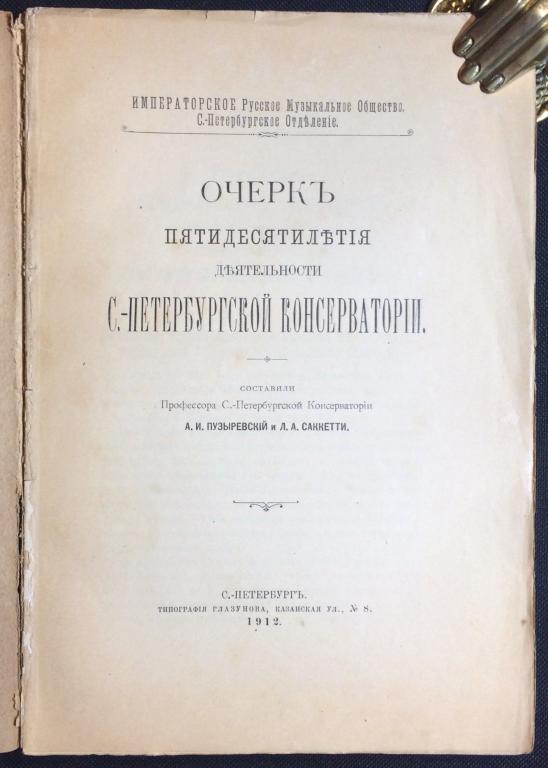 ИМПЕРАТОРСКОЕ Русское Музыкальное Общество.
С.-Петербургское Отдѣленіе.
ОЧЕРКЪ
ПЯТИДЕСЯТИЛѢТІЯ
ДѢЯТЕЛЬНОСТИ
С.-ПЕТЕРБУРГСКОЙ КОНСЕРВАТОРІИ.
СОСТАВИЛИ
Профессора С.-Петербургской Консерваторіи
А. И. ПУЗЫРЕВСКІЙ и Л. А. САККЕТТИ.
С.-ПЕТЕРБУРГЪ.
ТИПОГРАФІЯ ГЛАЗУНОВА, КАЗАНСКАЯ УЛ., № 8.
1912.